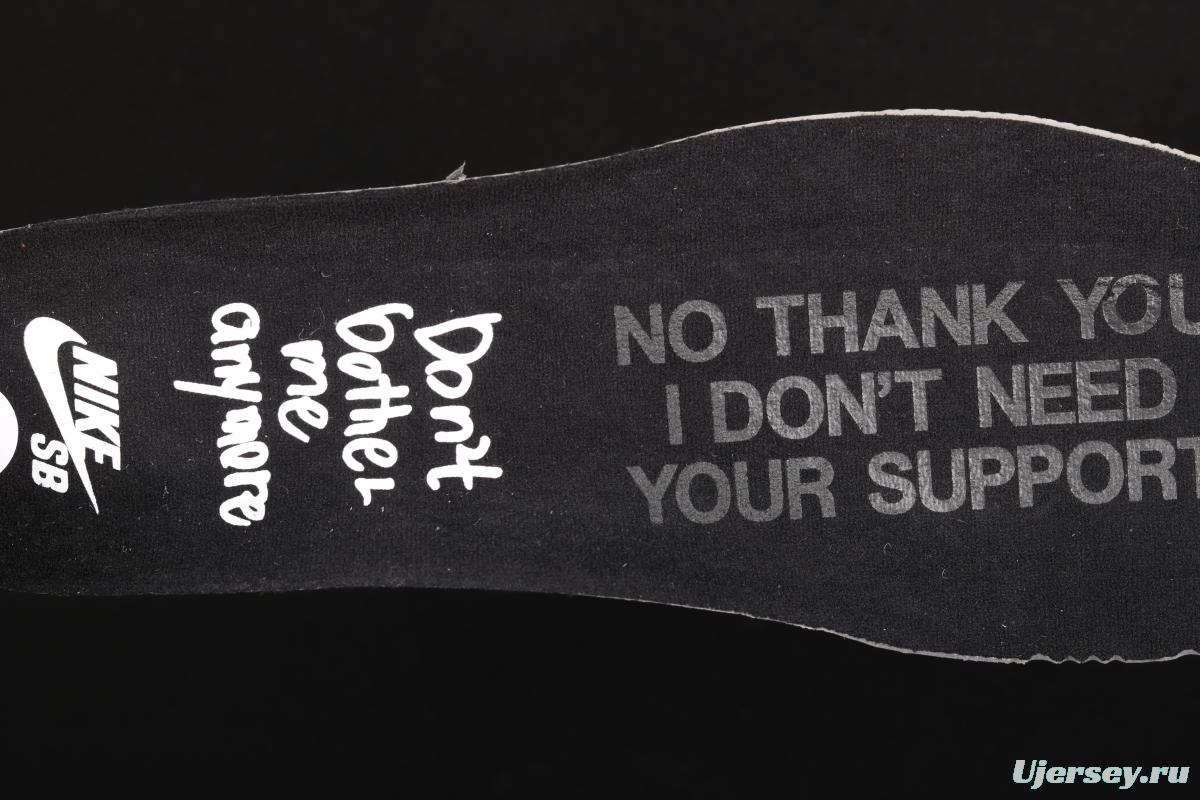 NIKE
SB
Don't
bother
me
anymore
NO THANK YOU
I DON'T NEED
YOUR SUPPORT
Ujersey.ru